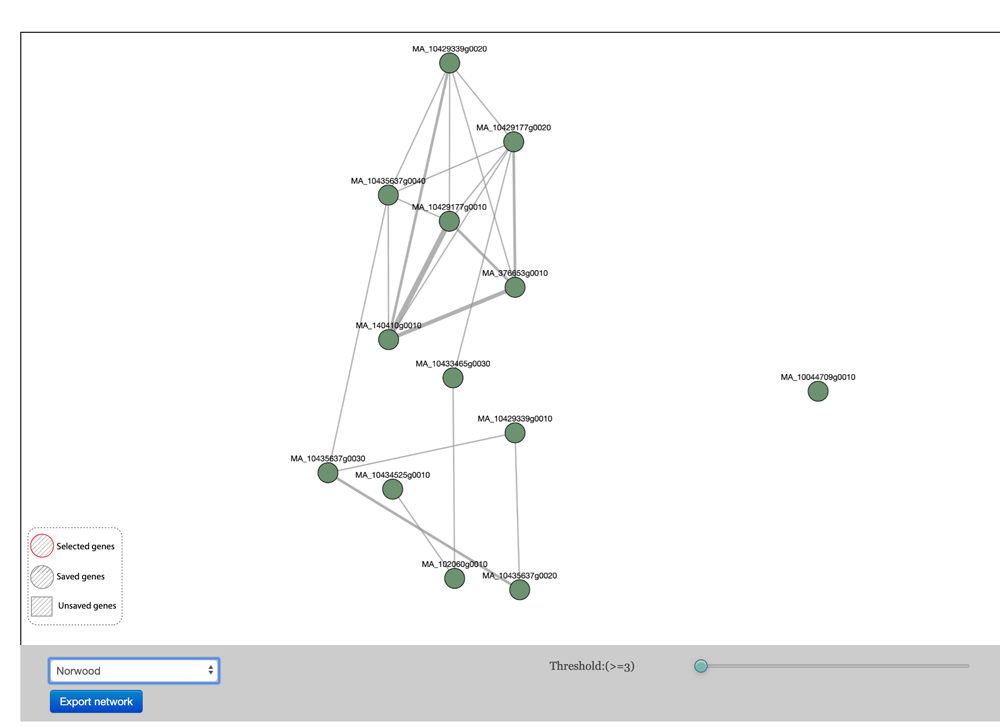 MA_10429339g0020
MA_10429177g0020
MA_10435637g0040
MA_10429177g0010
MA_376653g0010
MA_140410g0010
MA_10433465g0030
MA_10044709g0010
MA_10429339g0010
MA_10435637g0030
MA_10434525g0010
MA_102060g0010
MA_10435637g0020
Selected genes
Saved genes
Unsaved genes
Norwood
Threshold:(>=3)
Export network